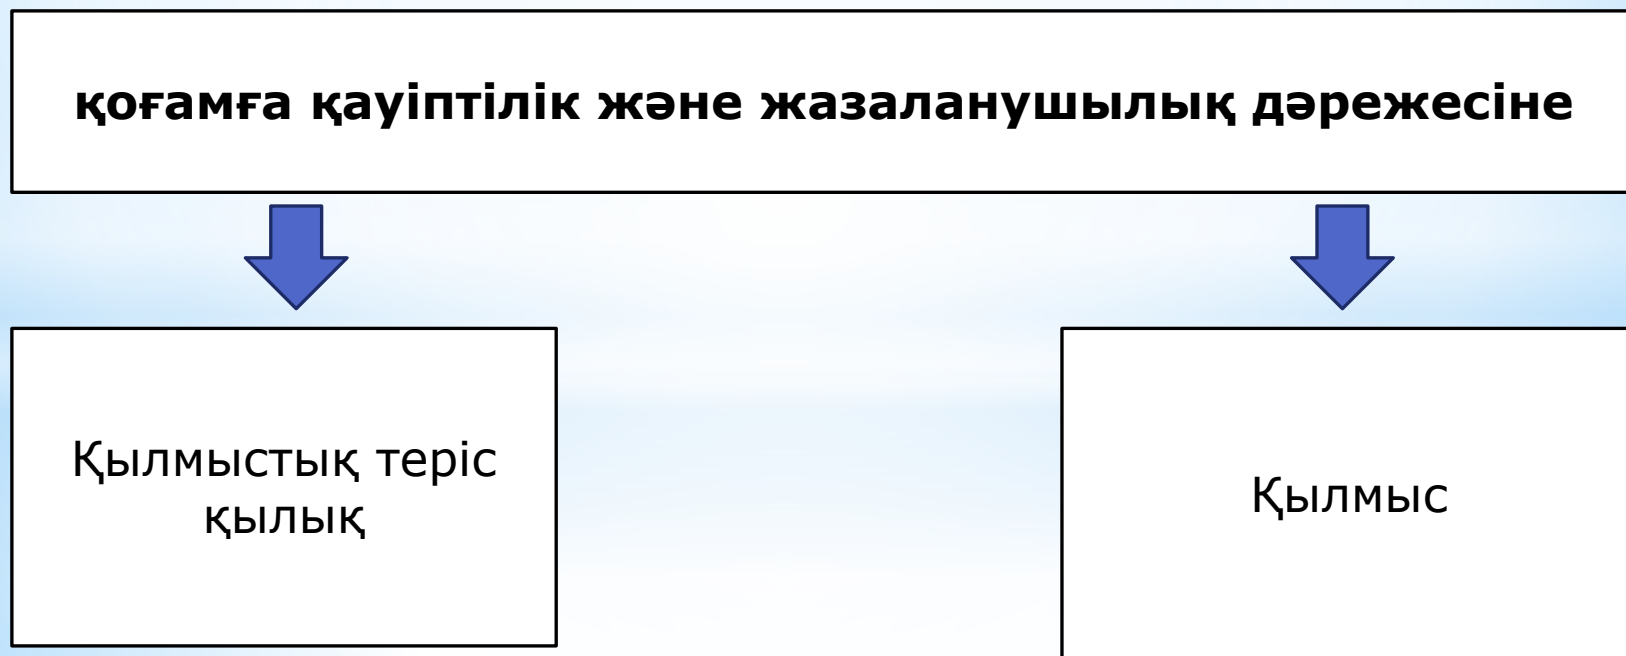 қоғамға қауіптілік және жазаланушылық дәрежесіне
Қылмыстық теріс
қылық
Қылмыс